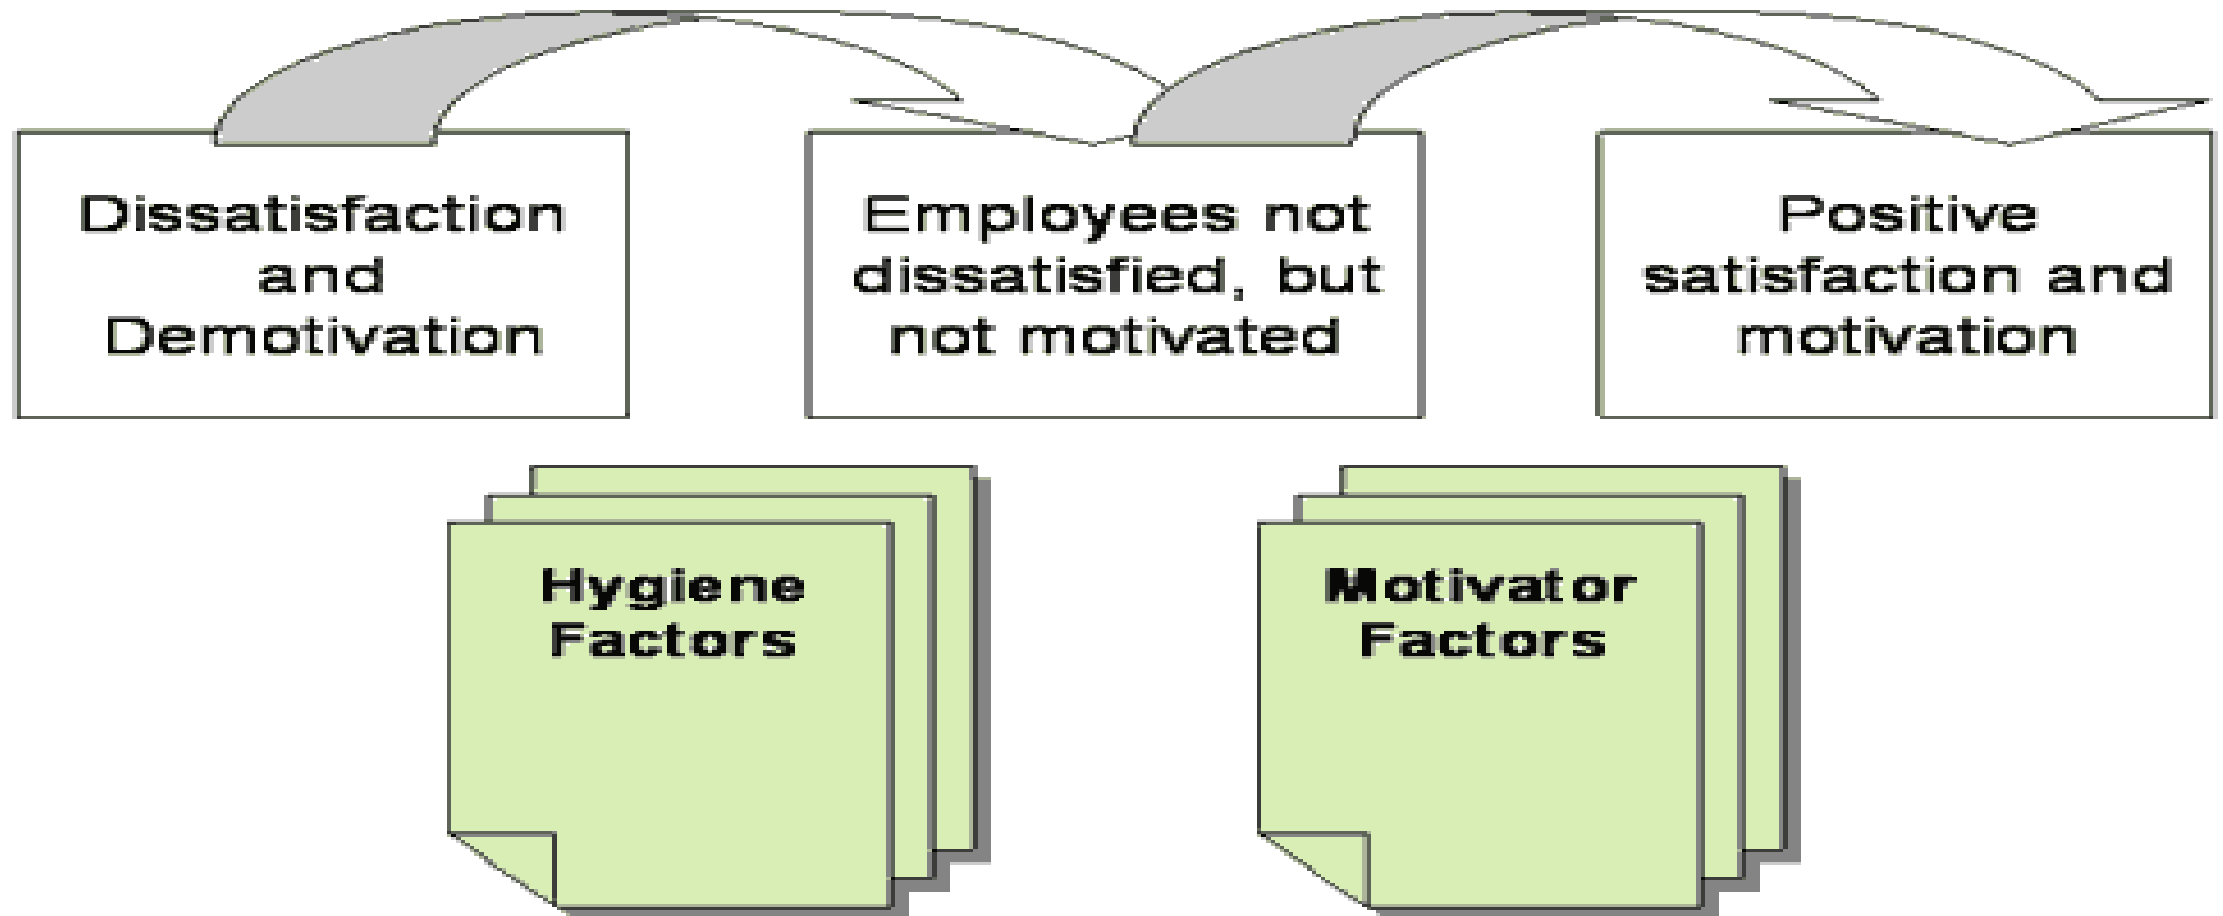 Dissatisfaction
and
Demotivation
Employees not
dissatisfied, but
not motivated
Positive
satisfaction and
motivation
Hygiene
Factors
Motivator
Factors